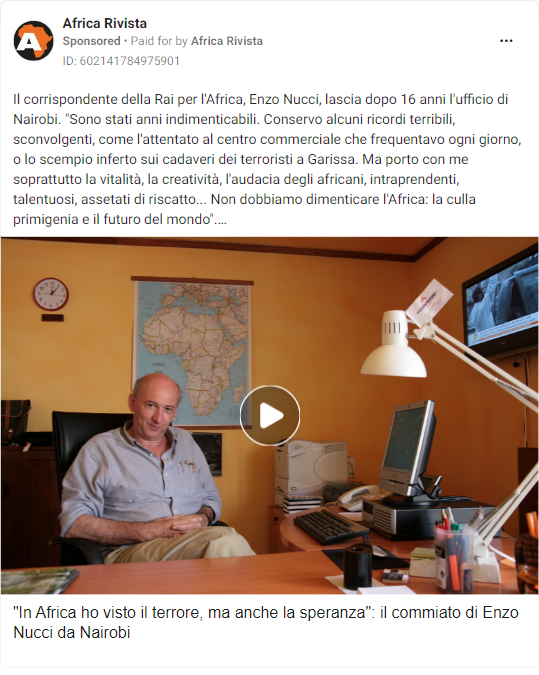 Africa Rivista
Sponsored • Paid for by Africa Rivista
ID: 602141784975901
Il corrispondente della Rai per l'Africa, Enzo Nucci, lascia dopo 16 anni l'ufficio di
Nairobi. "Sono stati anni indimenticabili. Conservo alcuni ricordi terribili,
sconvolgenti, come l'attentato al centro commerciale che frequentavo ogni giorno,
o lo scempio inferto sui cadaveri dei terroristi a Garissa. Ma porto con me
soprattutto la vitalità, la creatività, l'audacia degli africani, intraprendenti,
talentuosi, assetati di riscatto... Non dobbiamo dimenticare l'Africa: la culla
primigenia e il futuro del mondo"....
"In Africa ho visto il terrore, ma anche la speranza": il commiato di Enzo
Nucci da Nairobi